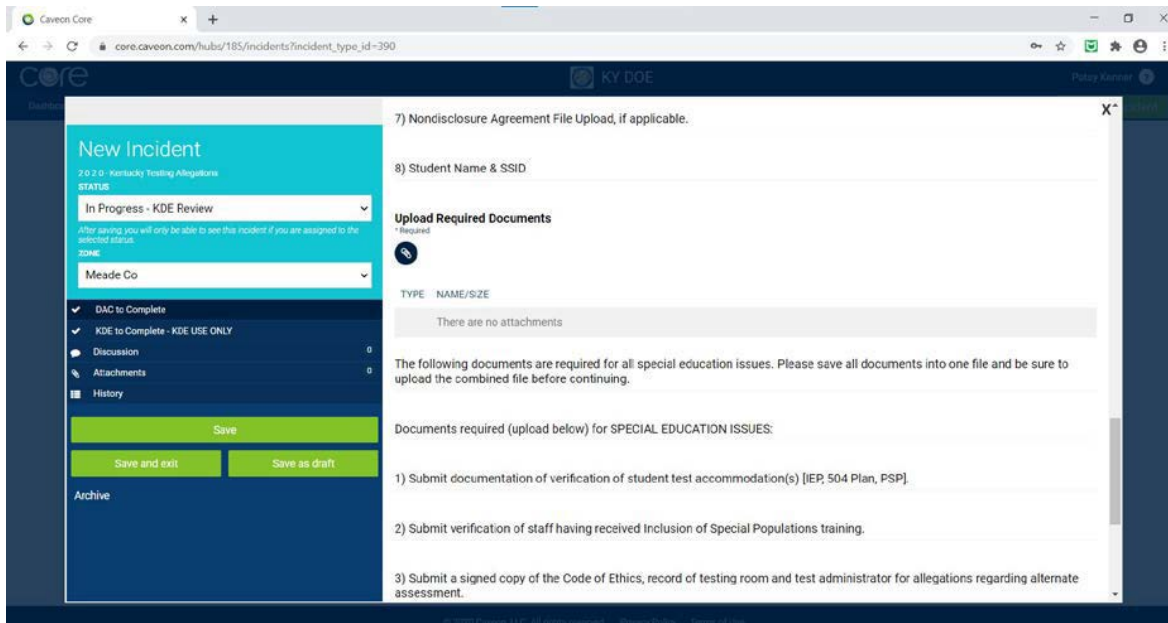 Caveon Core
core.caveon.com/hubs/185/incidents?incident_type_id=390
core
KY DOE
Patsy Kenner
New Incident
2020- Kentucky Testing Allegations
STATUS
In Progress - KDE Review
After saving, you will only be able to see this incident if you are assigned to the
selected status.
ZONE
Meade Co
DAC to Complete
KDE to Complete - KDE USE ONLY
Discussion 0
Attachments 0
History
Save
Save and exit Save as draft
Archive
X
7) Nondisclosure Agreement File Upload, if applicable.
8) Student Name & SSID
Upload Required Documents
* Required
TYPE NAME/SIZE
There are no attachments
The following documents are required for all special education issues. Please save all documents into one file and be sure to
upload the combined file before continuing.
Documents required (upload below) for SPECIAL EDUCATION ISSUES:
1) Submit documentation of verification of student test accommodation(s) [IEP, 504 Plan, PSP].
2) Submit verification of staff having received Inclusion of Special Populations training.
3) Submit a signed copy of the Code of Ethics, record of testing room and test administrator for allegations regarding alternate
assessment.